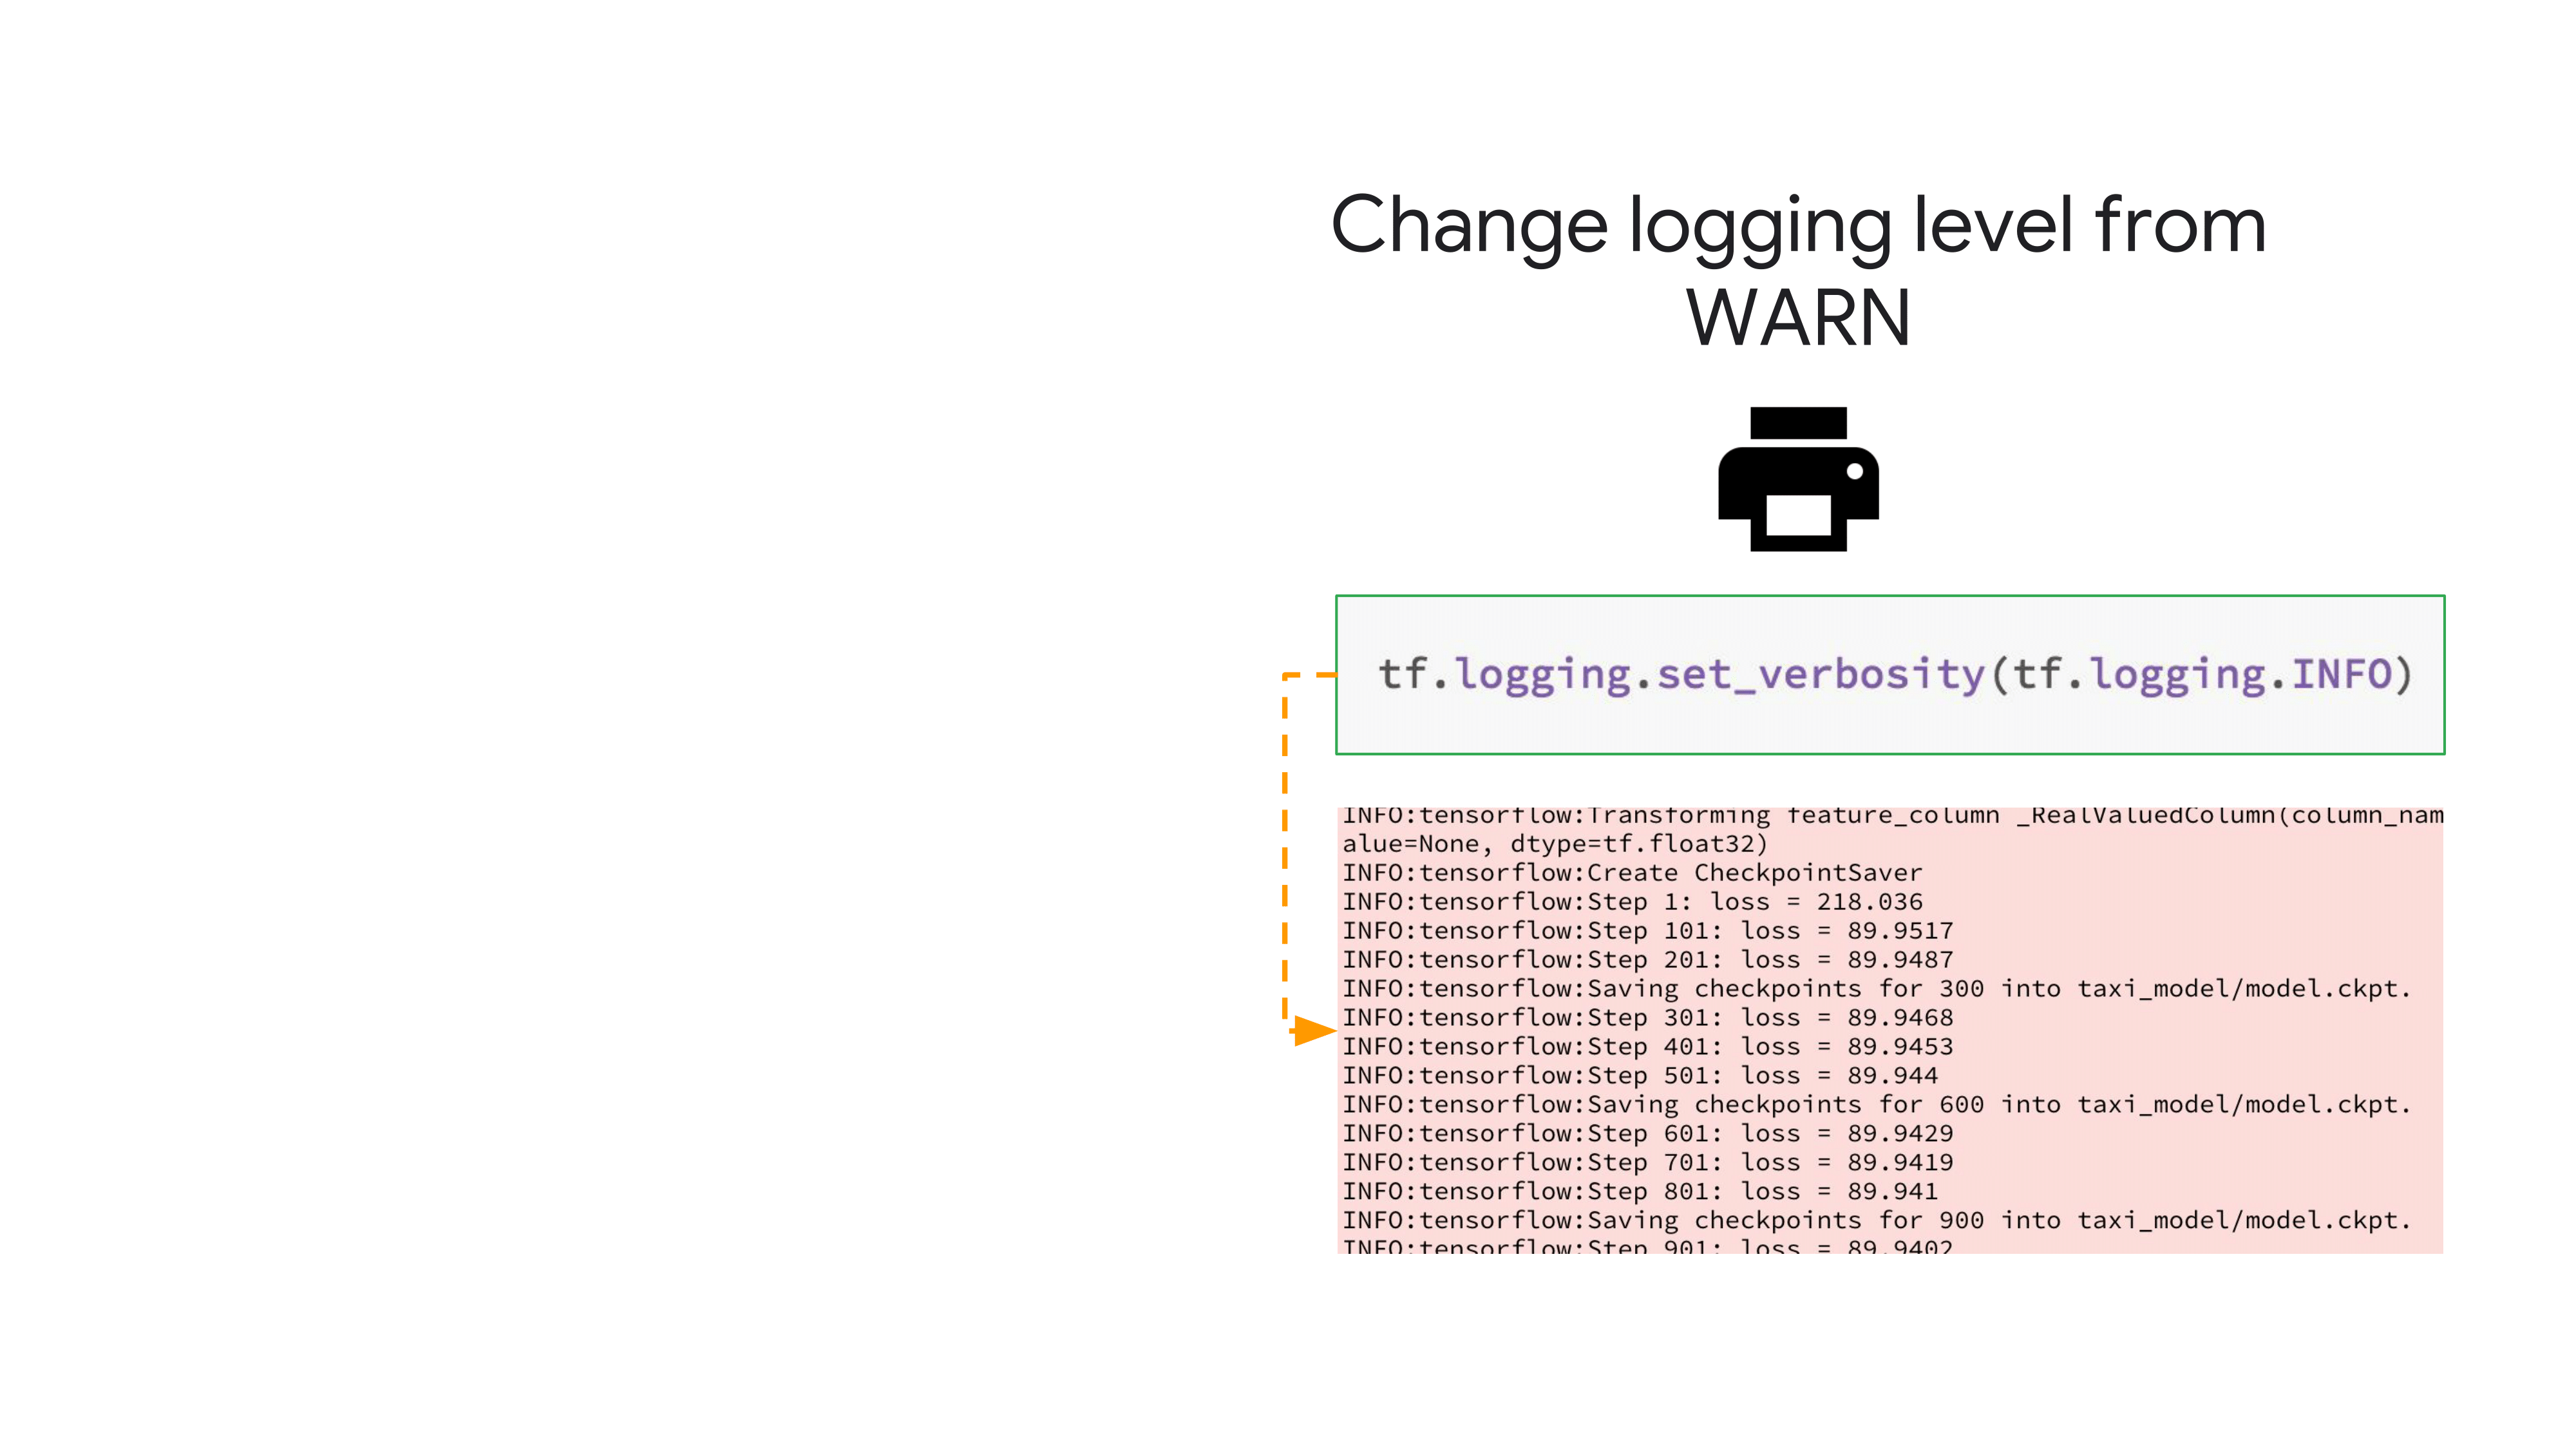 Change logging level from
WARN
tf.logging.set_verbosity(tf.logging.INFO)
INFO:tensorflow:Transforming feature_column _RealValuedColumn(column_nam
alue=None, dtype=tf.float32)
INFO:tensorflow:Create CheckpointSaver
INFO:tensorflow:Step 1: loss = 218.036
INFO:tensorflow:Step 101: loss = 89.9517
INFO:tensorflow:Step 201: loss = 89.9487
INFO:tensorflow:Saving checkpoints for 300 into taxi_model/model.ckpt.
INFO:tensorflow:Step 301: loss = 89.9468
INFO:tensorflow:Step 401: loss = 89.9453
INFO:tensorflow:Step 501: loss = 89.944
INFO:tensorflow:Saving checkpoints for 600 into taxi_model/model.ckpt.
INFO:tensorflow:Step 601: loss = 89.9429
INFO:tensorflow:Step 701: loss = 89.9419
INFO:tensorflow:Step 801: loss = 89.941
INFO:tensorflow:Saving checkpoints for 900 into taxi_model/model.ckpt.
INFO:tensorflow:Step 901: loss = 89.9402